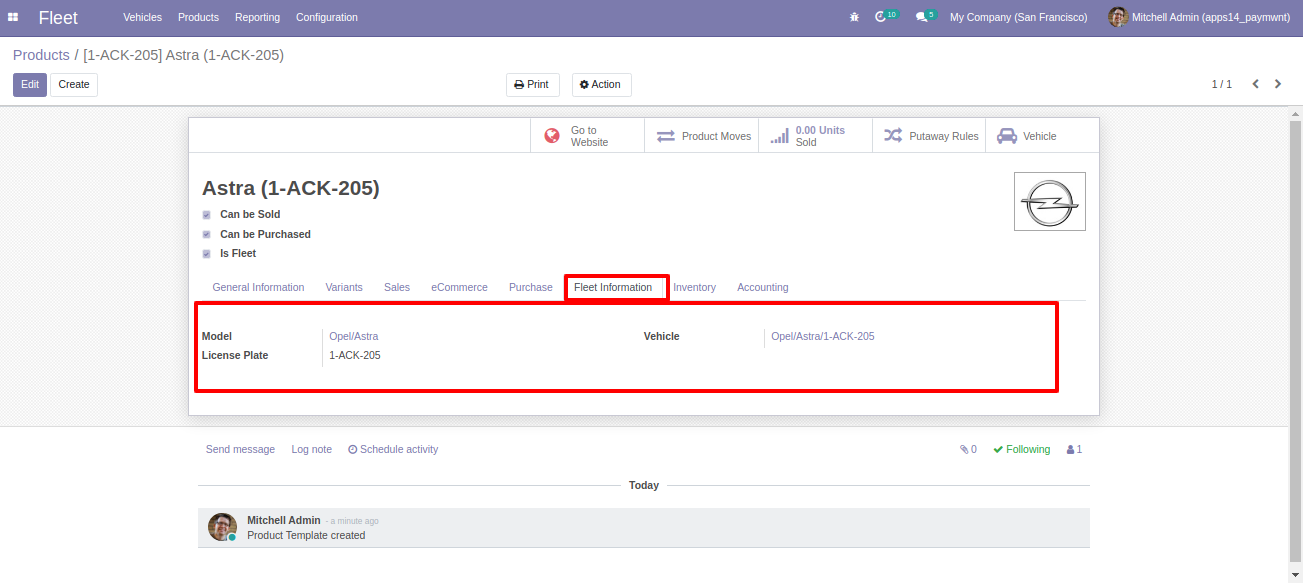 Fleet Vehicles Products Reporting Configuration 10 5 My Company (San Francisco) Mitchell Admin (apps14_paymwnt)
Products / [1-ACK-205] Astra (1-ACK-205)
Edit Create Print Action 1 / 1
Go to Website Product Moves 0.00 Units Sold Putaway Rules Vehicle
Astra (1-ACK-205)
Can be Sold
Can be Purchased
Is Fleet
General Information Variants Sales eCommerce Purchase Fleet Information Inventory Accounting
Model Opel/Astra Vehicle Opel/Astra/1-ACK-205
License Plate 1-ACK-205
Send message Log note Schedule activity 0 Following 1
Today
Mitchell Admin - a minute ago
Product Template created